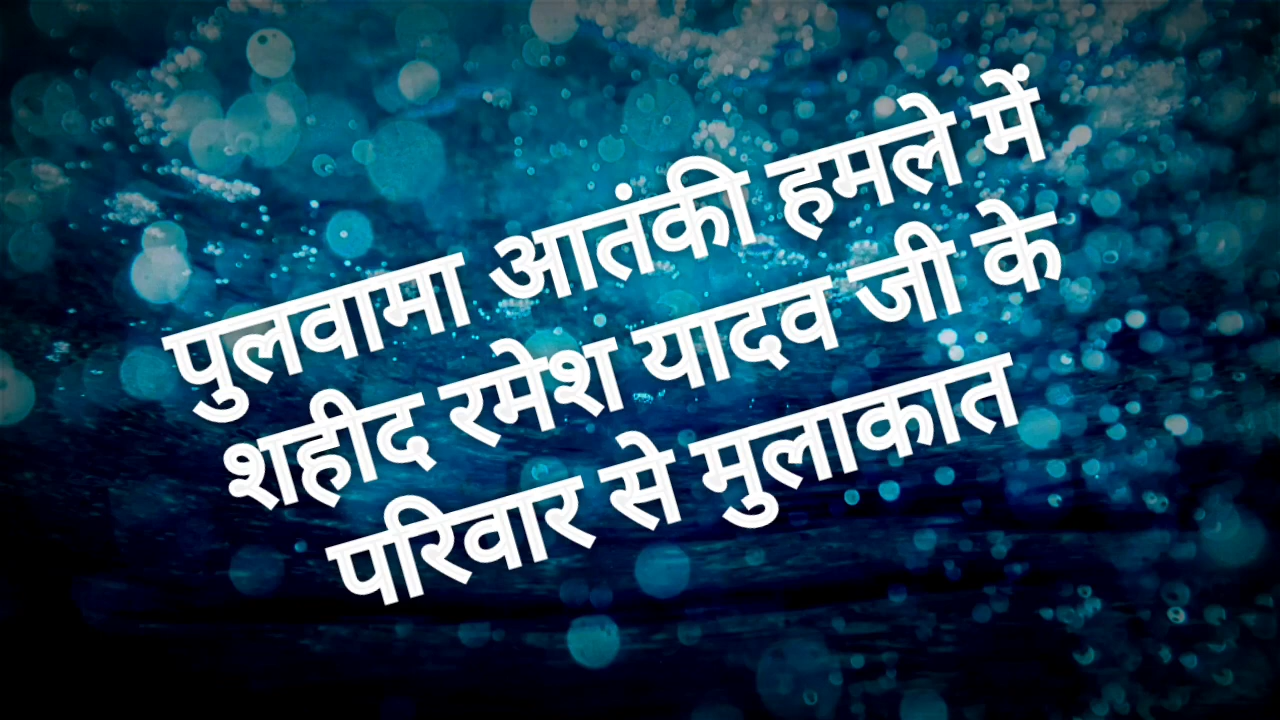 पुलवामा आतंकी हमले में
शहीद रमेश यादव जी के
परिवार से मुलाकात